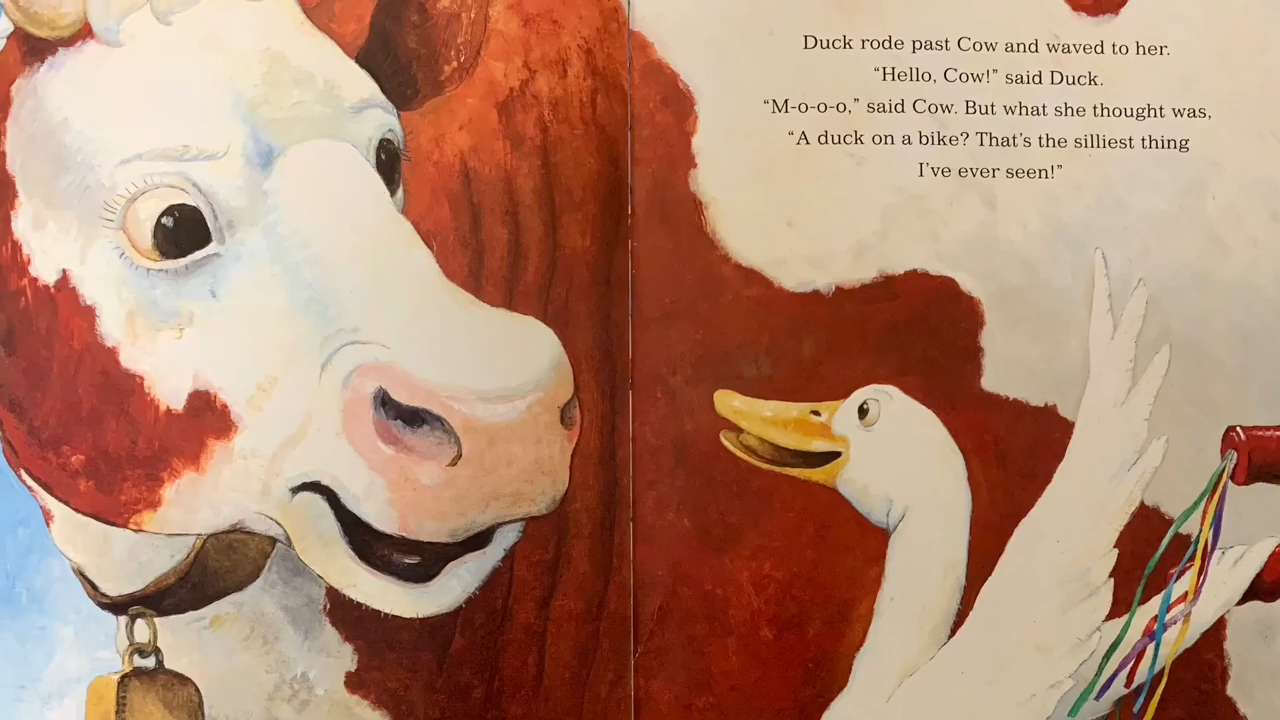 Duck rode past Cow and waved to her.
“Hello, Cow!” said Duck.
“M-o-o-o,” said Cow. But what she thought was,
“A duck on a bike? That’s the silliest thing
I’ve ever seen!”